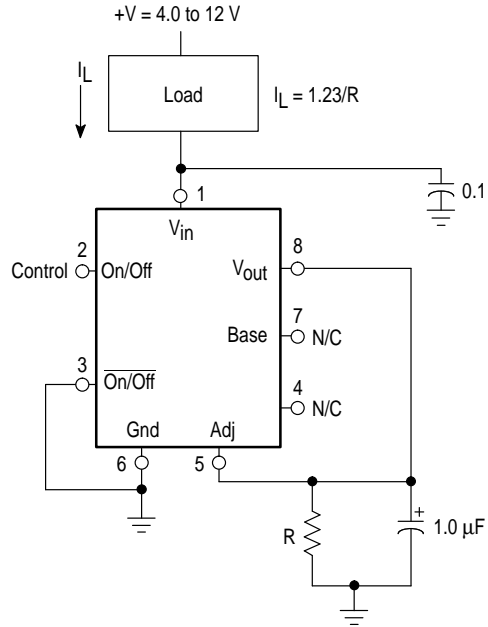 +V = 4.0 to 12 V
IL
Load
IL = 1.23/R
1
0.1
Vin
2
8
Control
On/Off
Vout
7
Base
N/C
3
On/Off
4
N/C
Gnd
Adj
6
5
R
+
1.0 µF